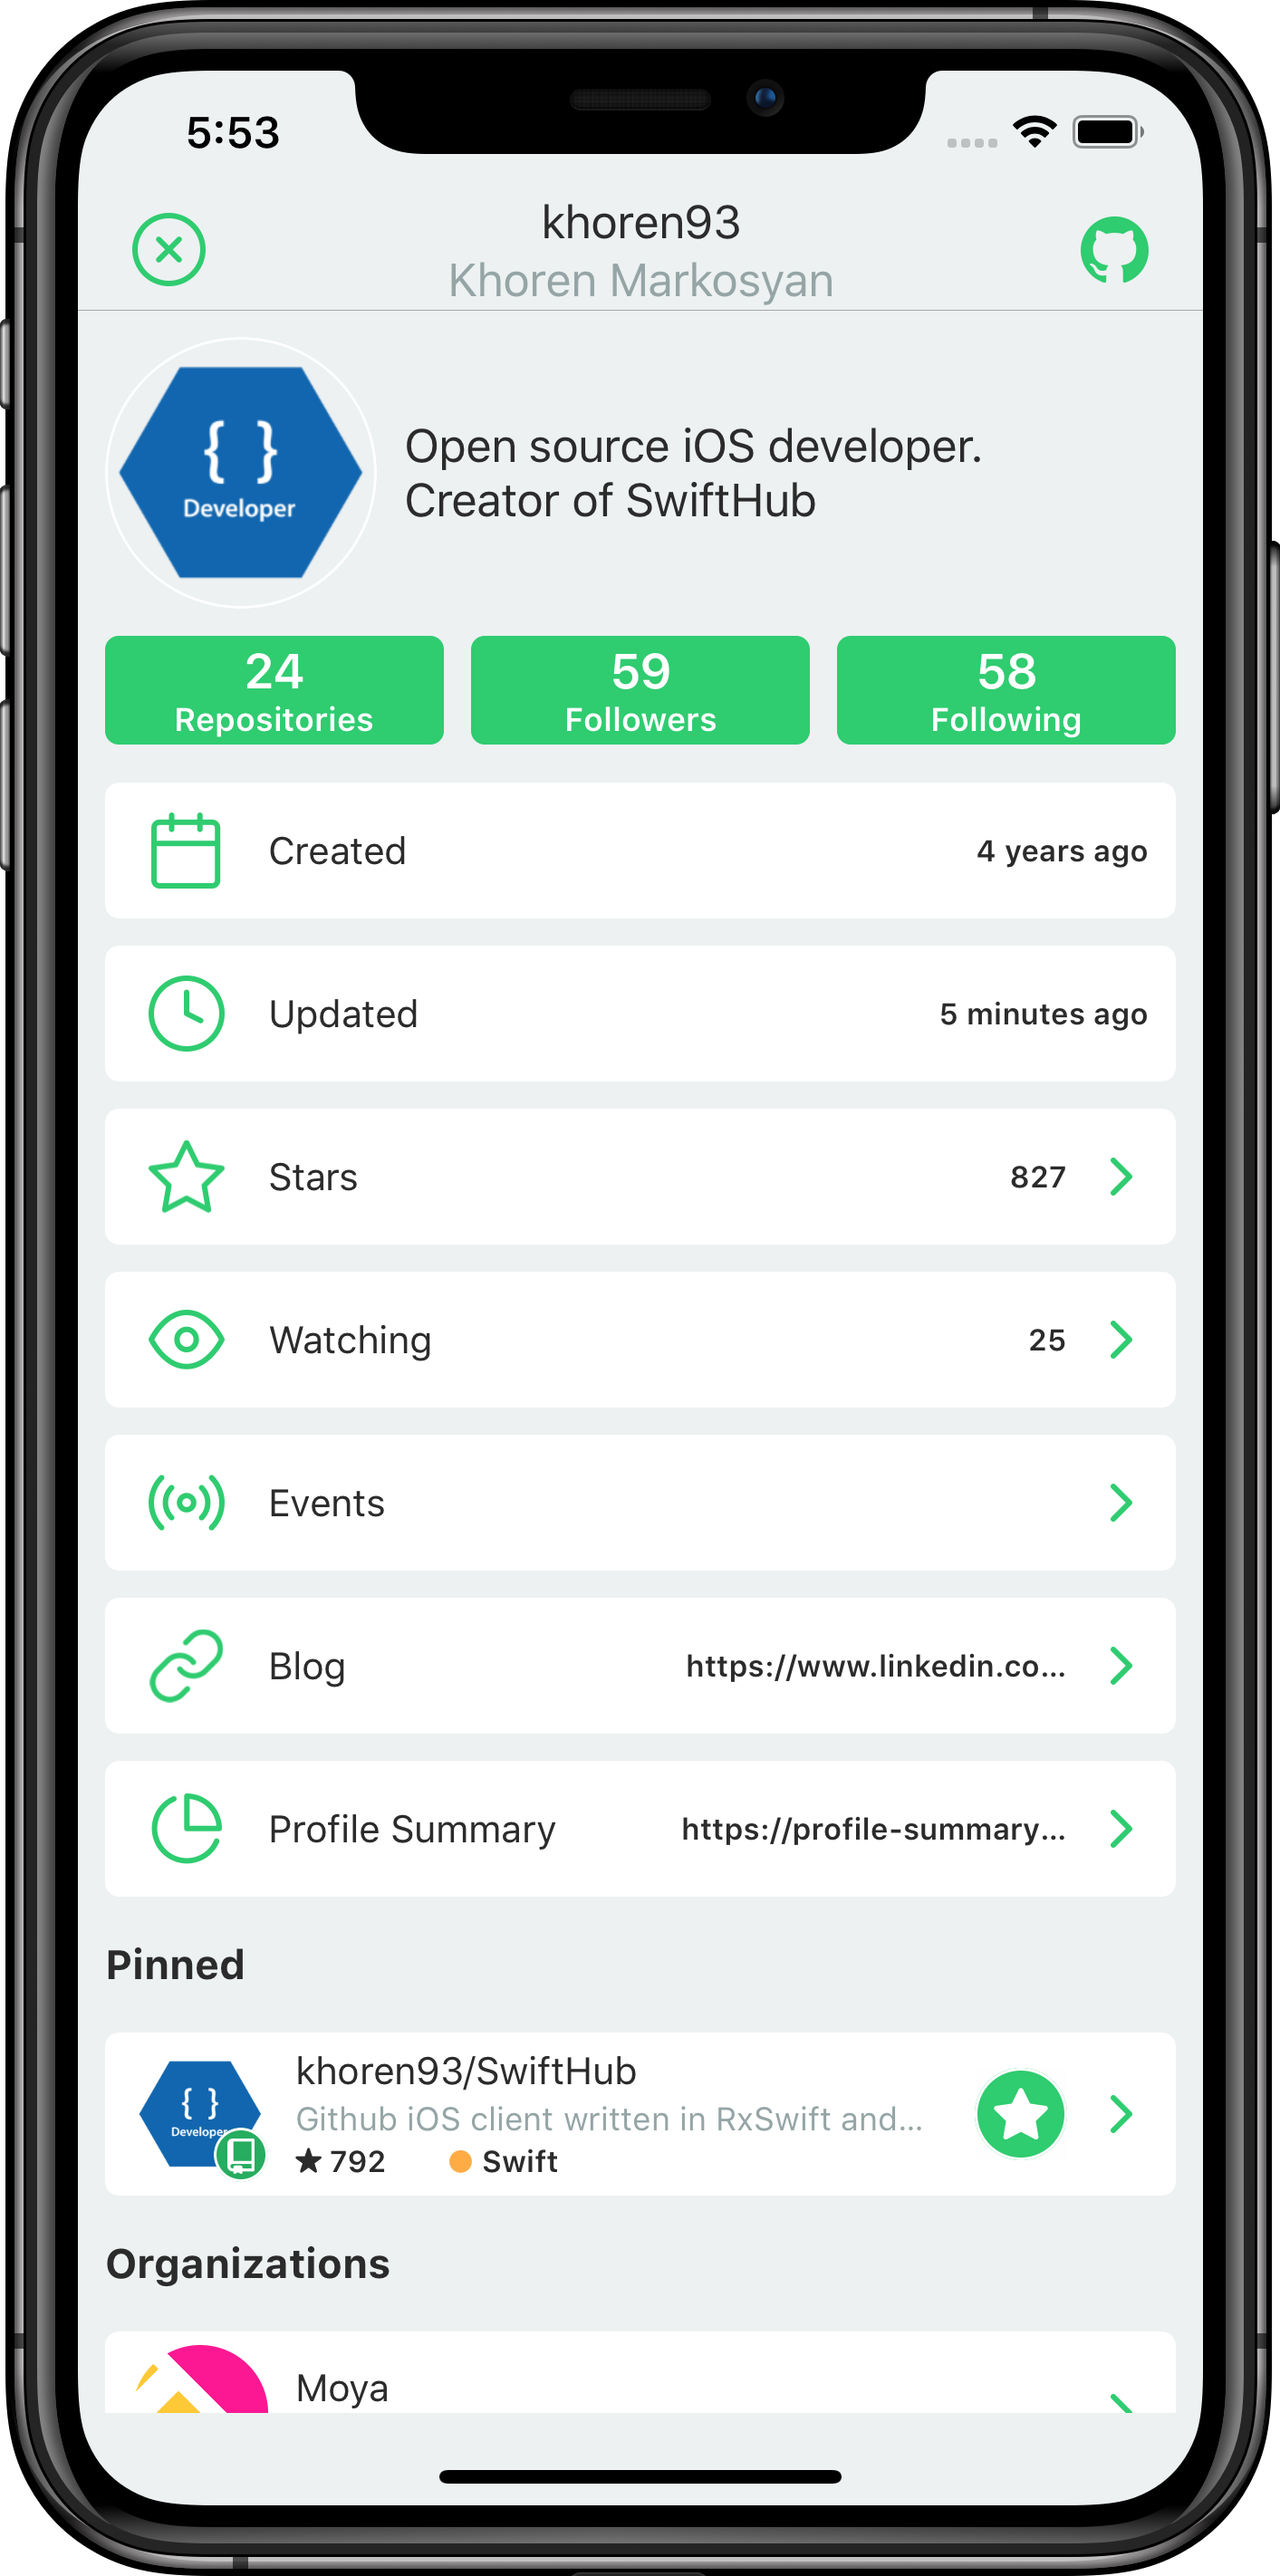 5:53
khoren93
Khoren Markosyan
{ }
Developer
Open source iOS developer.
Creator of SwiftHub
24
Repositories
59
Followers
58
Following
Created
4 years ago
Updated
5 minutes ago
Stars
827
Watching
25
Events
Blog
https://www.linkedin.co...
Profile Summary
https://profile-summary...
Pinned
{ }
Developer
khoren93/SwiftHub
Github iOS client written in RxSwift and...
★ 792
Swift
Organizations
Moya